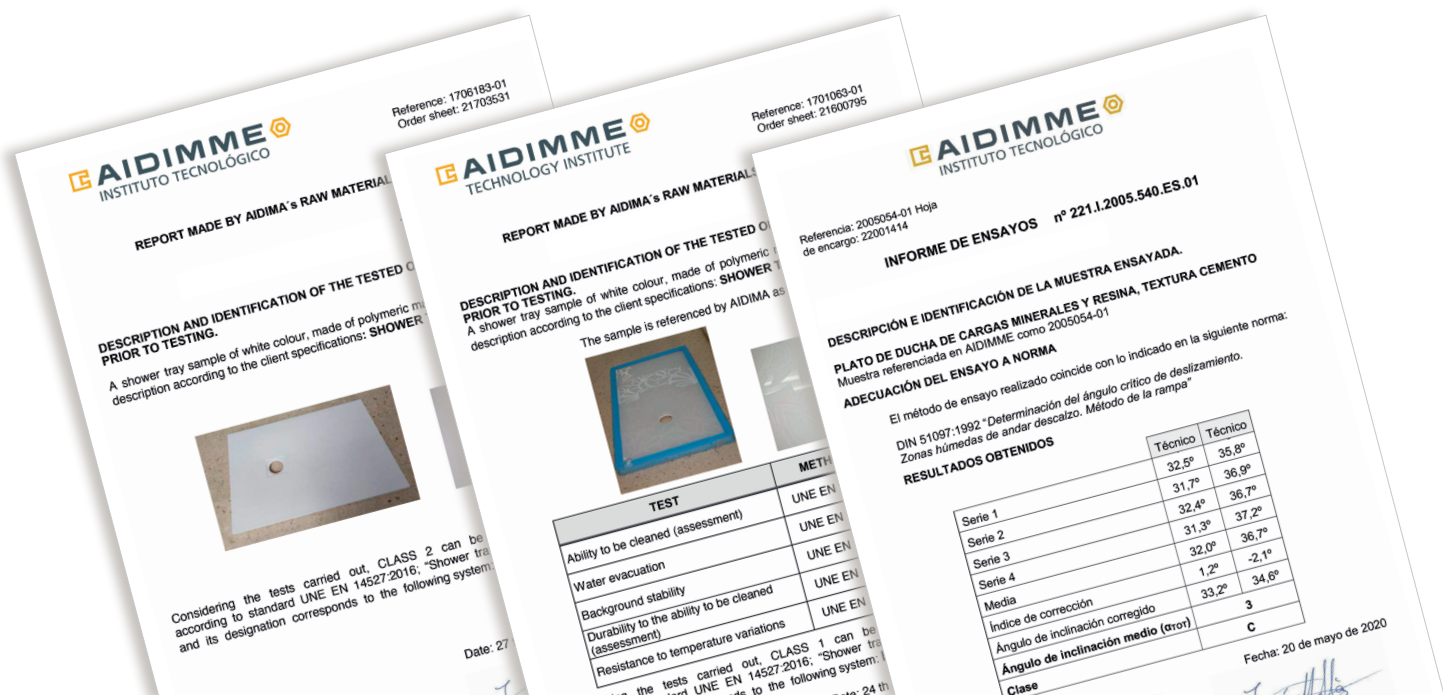 Reference: 1706183-01
Order sheet: 21703531
AIDIMME
INSTITUTO TECNOLÓGICO
REPORT MADE BY AIDIMA´s RAW MATERIAL
DESCRIPTION AND IDENTIFICATION OF THE TESTED
PRIOR TO TESTING.
A shower tray sample of white colour, made of polymeric
description according to the client specifications: SHOWER
Considering the tests carried out, CLASS 2 can be
according to standard UNE EN 14527:2016; “Shower
and its designation corresponds to the following system:
Date: 27
Reference: 1701063-01
Order sheet: 21600795
AIDIMME
TECHNOLOGY INSTITUTE
REPORT MADE BY AIDIMA´s RAW MATERIALS
DESCRIPTION AND IDENTIFICATION OF THE TESTED
PRIOR TO TESTING.
A shower tray sample of white colour, made of polymeric
description according to the client specifications: SHOWER
The sample is referenced by AIDIMA as
TEST
Ability to be cleaned (assessment) UNE EN
Water evacuation UNE EN
Background stability UNE EN
Durability to the ability to be cleaned
(assessment) UNE EN
Resistance to temperature variations UNE EN
the tests carried out, CLASS 1 can be
UNE EN 14527:2016; “Shower
to the following system:
24 th
AIDIMME
INSTITUTO TECNOLÓGICO
Referencia: 2005054-01 Hoja
de encargo: 22001414
INFORME DE ENSAYOS nº 221.I.2005.540.ES.01
DESCRIPCIÓN E IDENTIFICACIÓN DE LA MUESTRA ENSAYADA.
PLATO DE DUCHA DE CARGAS MINERALES Y RESINA, TEXTURA CEMENTO
Muestra referenciada en AIDIMME como 2005054-01
ADECUACIÓN DEL ENSAYO A NORMA
El método de ensayo realizado coincide con lo indicado en la siguiente norma:
DIN 51097:1992 “Determinación del ángulo crítico de deslizamiento.
Zonas húmedas de andar descalzo. Método de la rampa”
RESULTADOS OBTENIDOS
Técnico Técnico
Serie 1 32,5º 35,8º
Serie 2 31,7º 36,9º
Serie 3 32,4º 36,7º
Serie 4 31,3º 37,2º
Media 32,0º 36,7º
Índice de corrección 1,2º -2,1º
Ángulo de inclinación corregido 33,2º 34,6º
Ángulo de inclinación medio (αTOT) 3
Clase C
Fecha: 20 de mayo de 2020